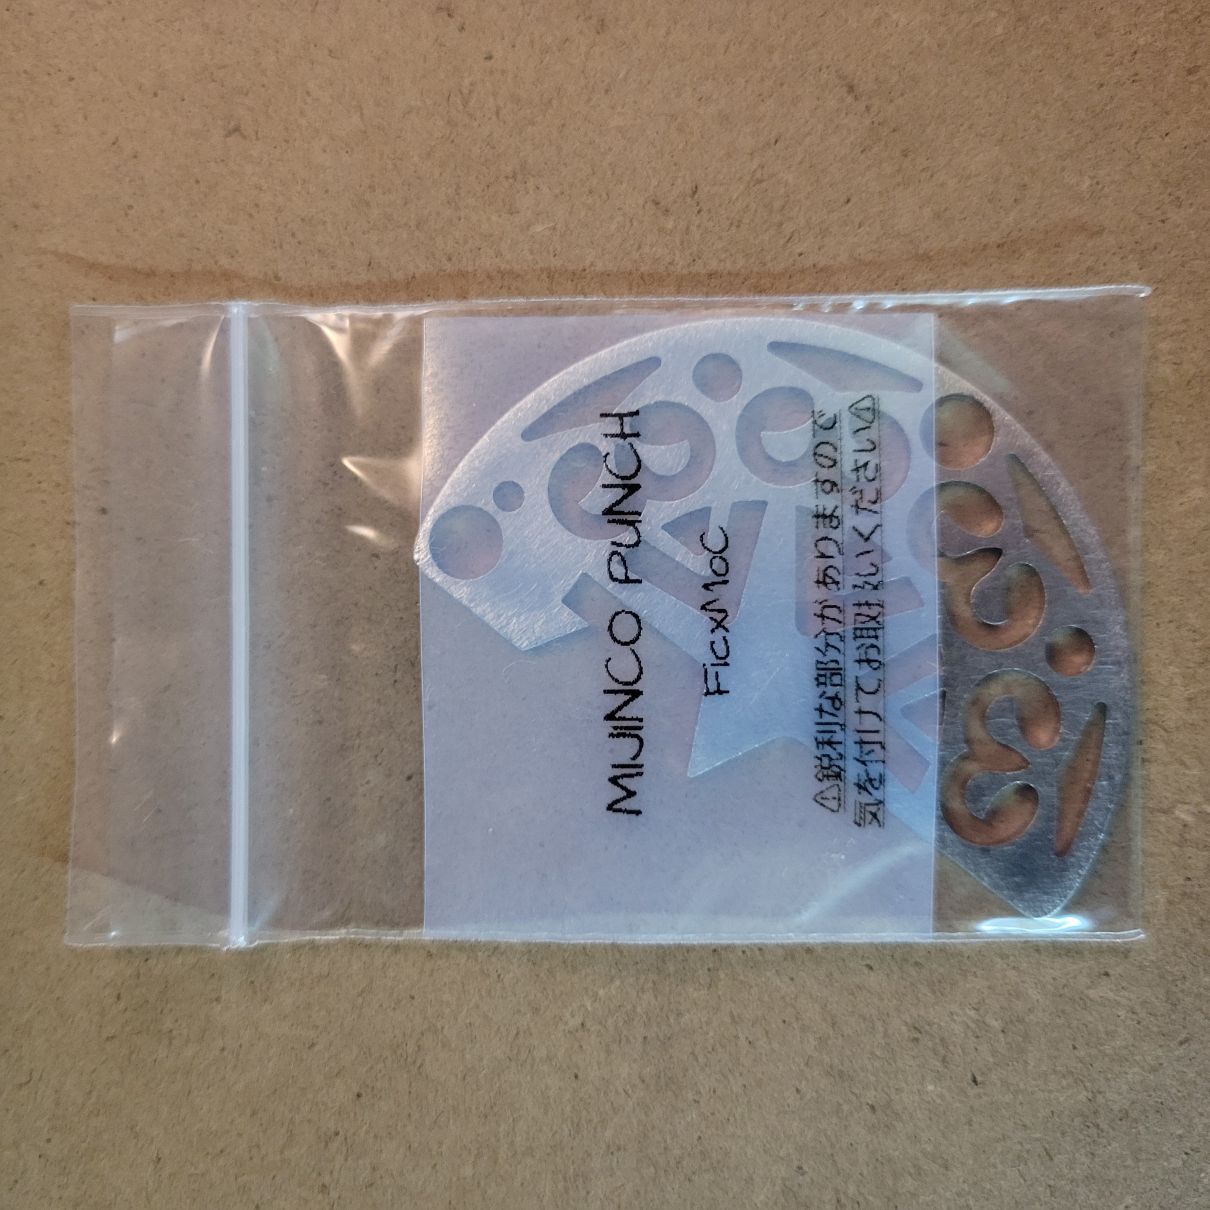 MIJINCO PUNCH
FicxMoC
⚠鋭利な部分がありますので
気を付けてお取扱いください⚠